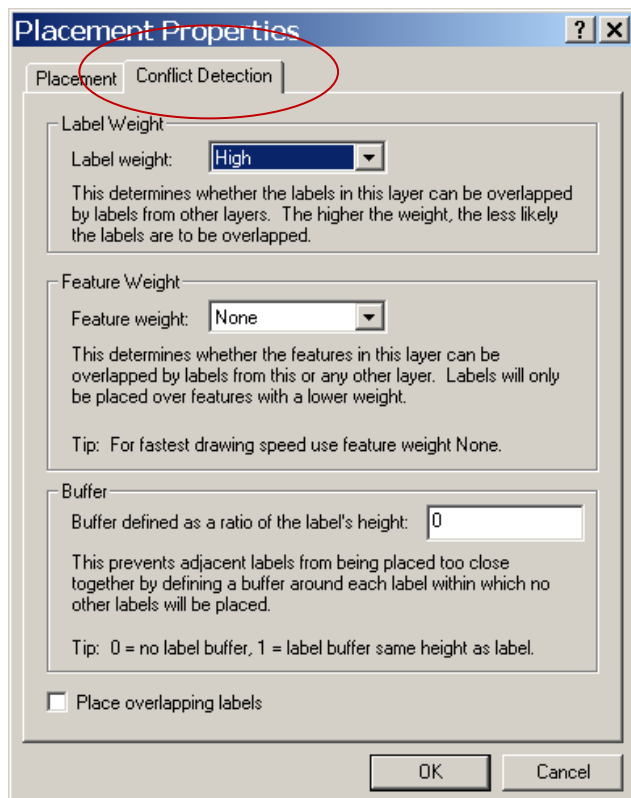 Placement Properties
? X
Placement Conflict Detection
Label Weight
Label weight: High
This determines whether the labels in this layer can be overlapped
by labels from other layers.  The higher the weight, the less likely
the labels are to be overlapped.
Feature Weight
Feature weight: None
This determines whether the features in this layer can be
overlapped by labels from this or any other layer.  Labels will only
be placed over features with a lower weight.
Tip:  For fastest drawing speed use feature weight None.
Buffer
Buffer defined as a ratio of the label's height: 0
This prevents adjacent labels from being placed too close
together by defining a buffer around each label within which no
other labels will be placed.
Tip:  0 = no label buffer, 1 = label buffer same height as label.
Place overlapping labels
OK Cancel